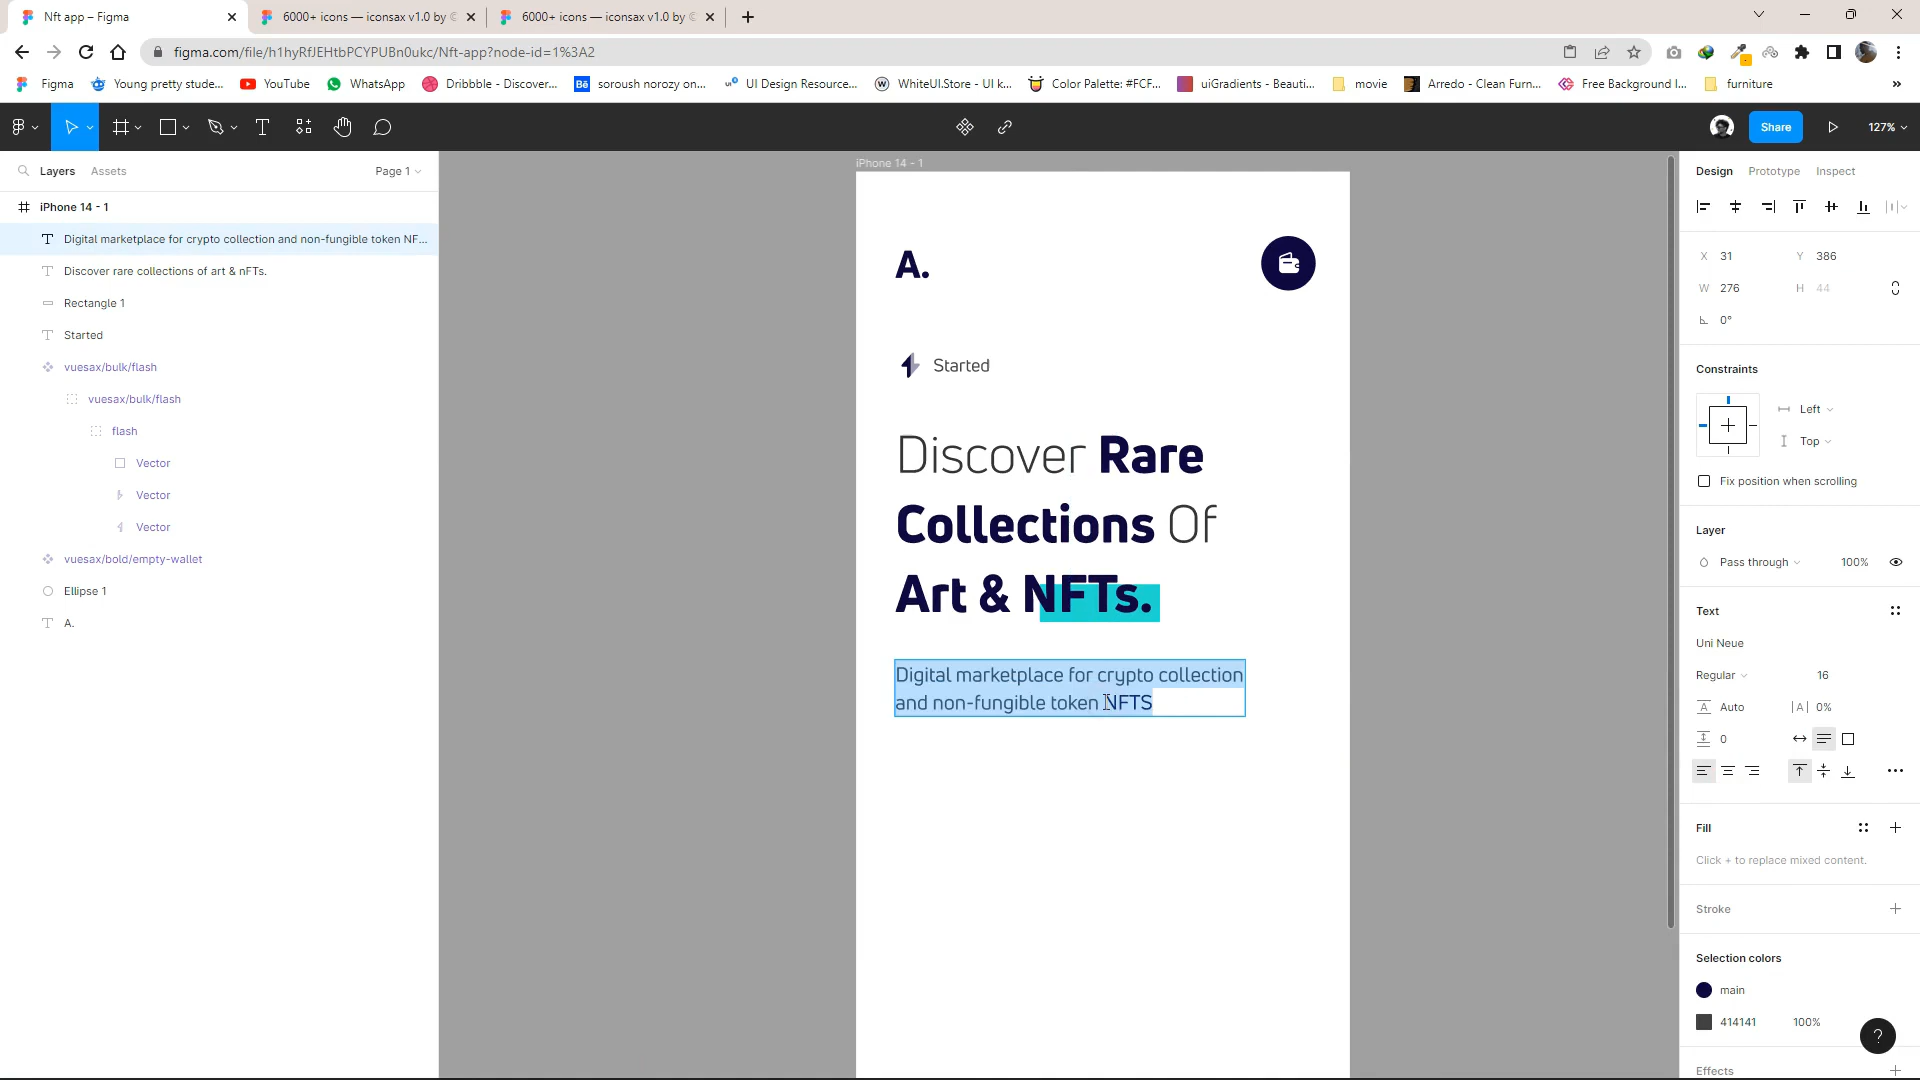 Nft app – Figma
6000+ icons — iconsax v1.0 by
6000+ icons — iconsax v1.0 by
figma.com/file/h1hyRfJEHtbPCYPUBn0ukc/Nft-app?node-id=1%3A2
Figma
Young pretty stude...
YouTube
WhatsApp
Dribbble - Discover...
Bē
soroush norozy on...
UI Design Resource...
WhiteUI.Store - UI k...
Color Palette: #FCF...
uiGradients - Beauti...
movie
Arredo - Clean Furn...
Free Background I...
furniture
»
Share
127%
Layers
Assets
Page 1
iPhone 14 - 1
Digital marketplace for crypto collection and non-fungible token NF...
Discover rare collections of art & nFTs.
Rectangle 1
Started
vuesax/bulk/flash
vuesax/bulk/flash
flash
Vector
Vector
Vector
vuesax/bold/empty-wallet
Ellipse 1
A.
iPhone 14 - 1
A.
Started
Discover Rare
Collections Of
Art & NFTs.
Digital marketplace for crypto collection
and non-fungible token NFTS
Design
Prototype
Inspect
X 31
Y 386
W 276
H 44
0°
Constraints
Left
Top
Fix position when scrolling
Layer
Pass through
100%
Text
Uni Neue
Regular
16
Auto
0%
0
Fill
Click + to replace mixed content.
Stroke
Selection colors
main
414141
100%
?
Effects